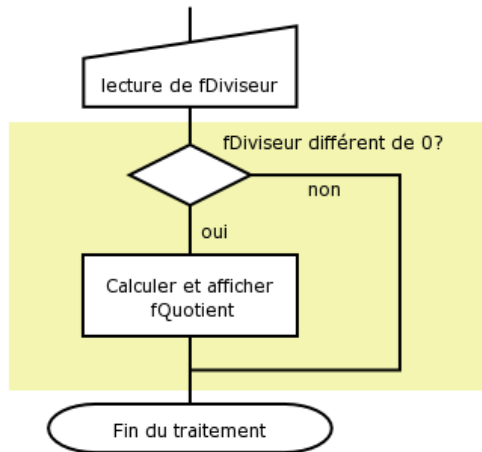 lecture de fDiviseur
fDiviseur différent de 0?
non
oui
Calculer et afficher
fQuotient
Fin du traitement